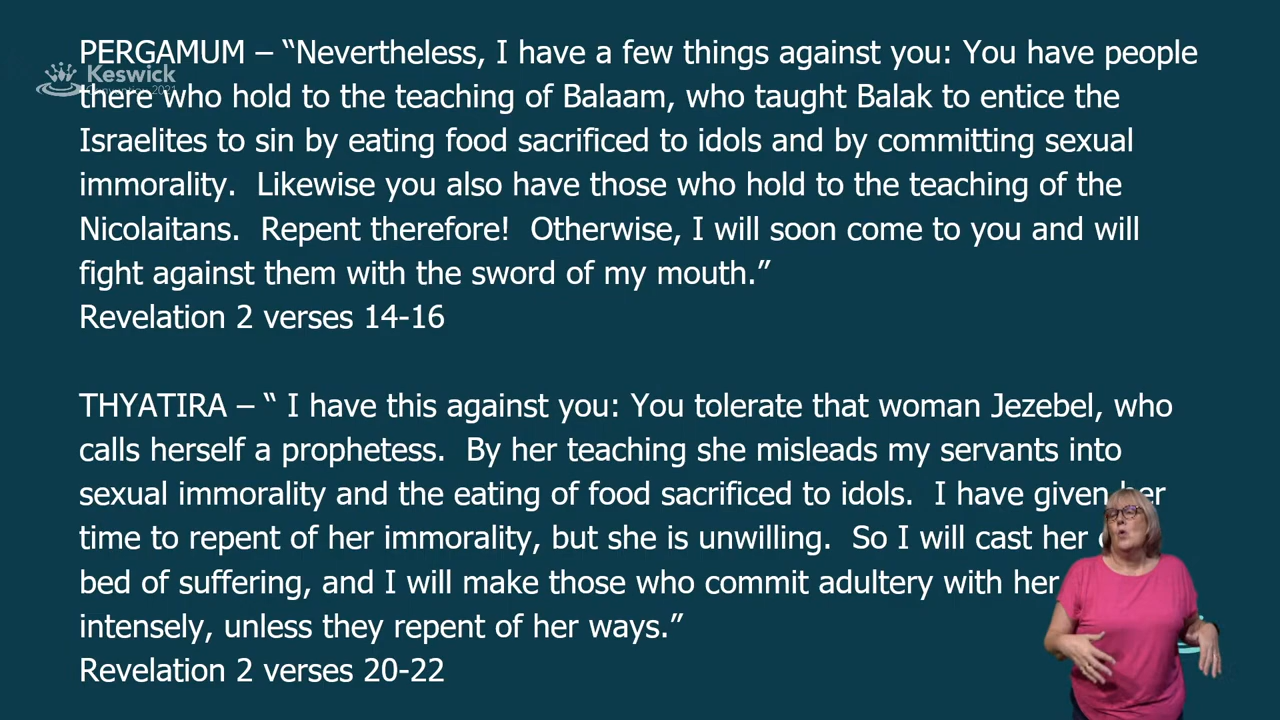 PERGAMUM – “Nevertheless, I have a few things against you: You have people
Keswick
Convention 2021
there who hold to the teaching of Balaam, who taught Balak to entice the
Israelites to sin by eating food sacrificed to idols and by committing sexual
immorality.  Likewise you also have those who hold to the teaching of the
Nicolaitans.  Repent therefore!  Otherwise, I will soon come to you and will
fight against them with the sword of my mouth.”
Revelation 2 verses 14-16
THYATIRA – “ I have this against you: You tolerate that woman Jezebel, who
calls herself a prophetess.  By her teaching she misleads my servants into
sexual immorality and the eating of food sacrificed to idols.  I have given her
time to repent of her immorality, but she is unwilling.  So I will cast her
bed of suffering, and I will make those who commit adultery with her
intensely, unless they repent of her ways.”
Revelation 2 verses 20-22